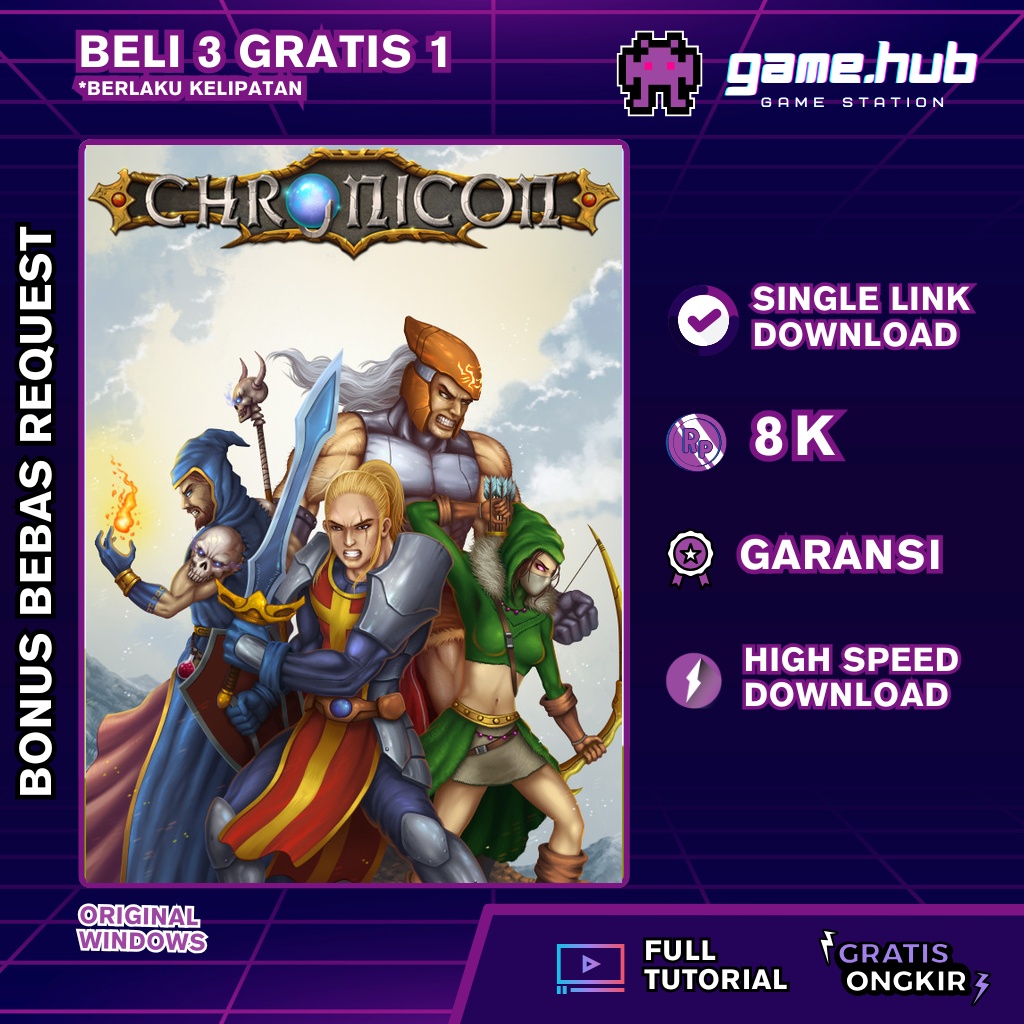 BELI 3 GRATIS 1
*BERLAKU KELIPATAN
game.hub
GAME STATION
BONUS BEBAS REQUEST
CHRONICON
SINGLE LINK
DOWNLOAD
RP
8K
GARANSI
HIGH SPEED
DOWNLOAD
ORIGINAL
WINDOWS
FULL
TUTORIAL
GRATIS
ONGKIR